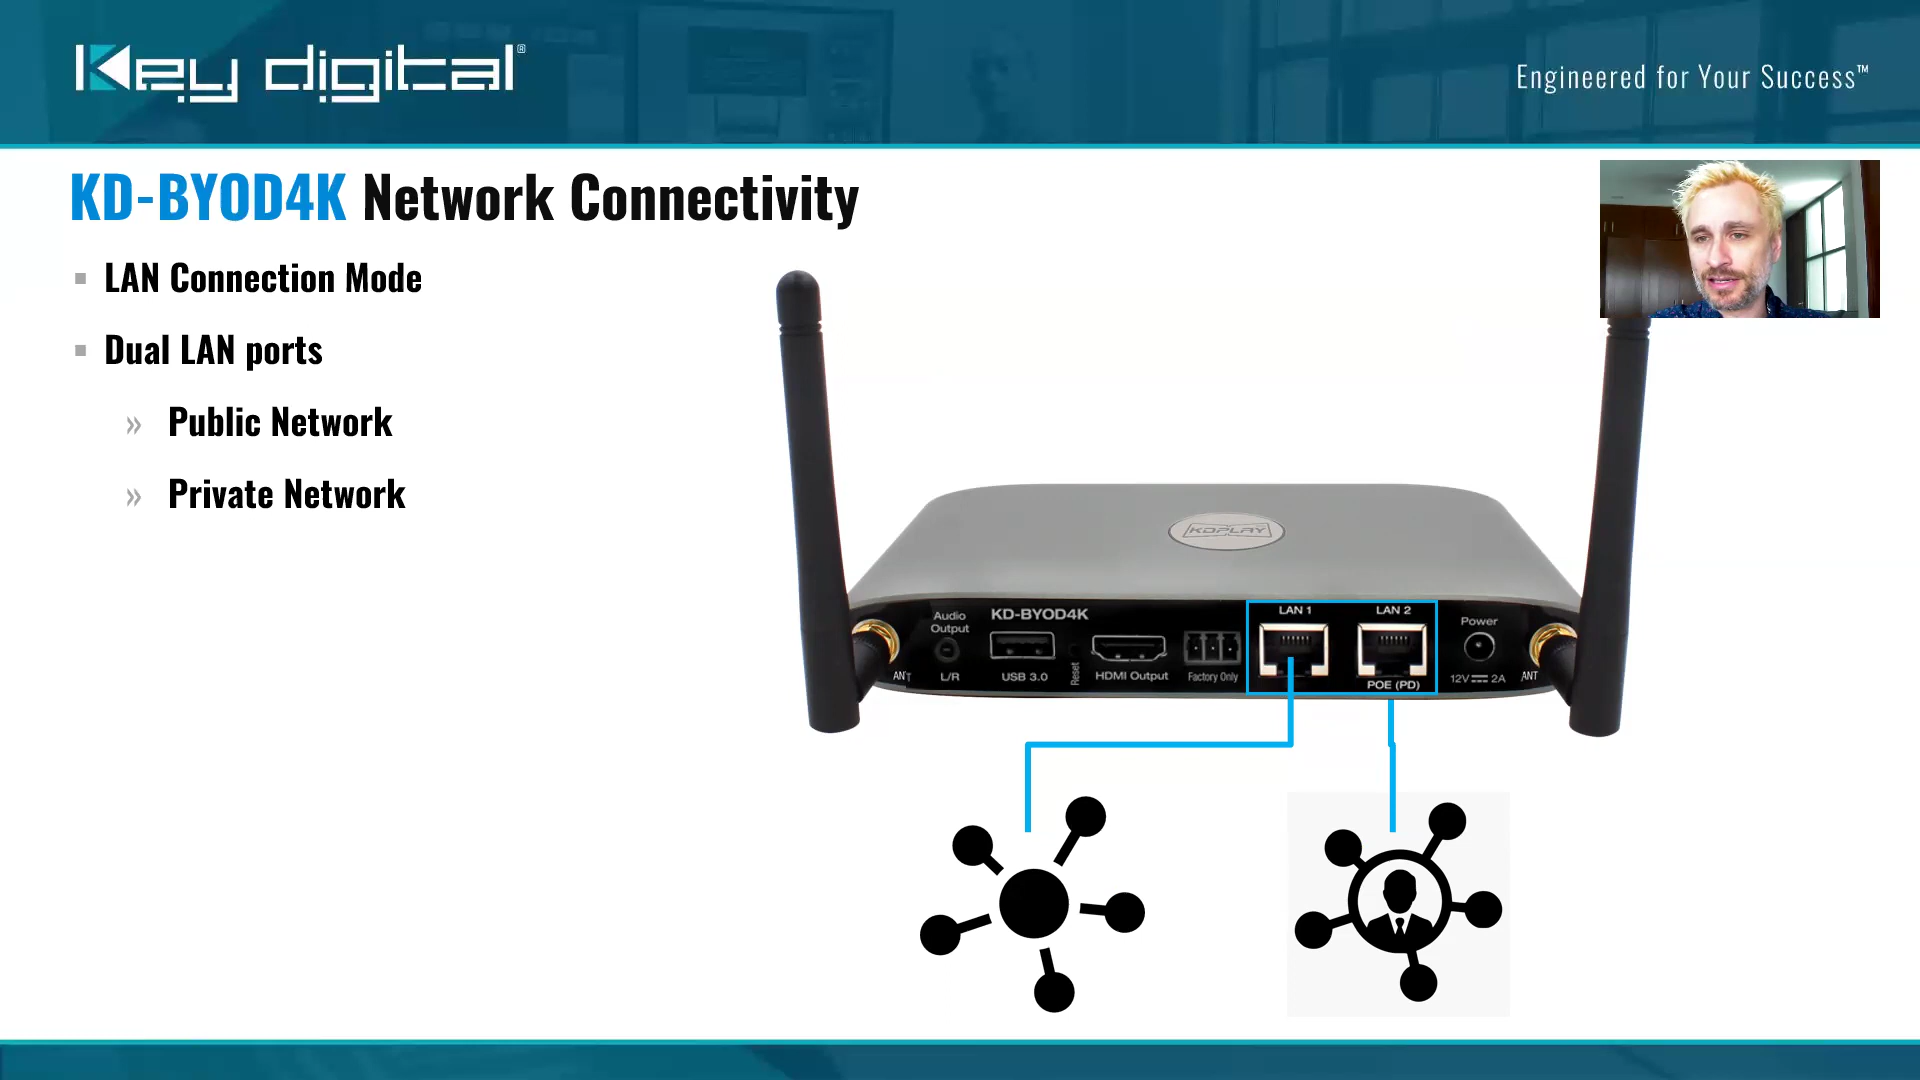 Key digital®
Engineered for Your Success™
KD-BYOD4K Network Connectivity
LAN Connection Mode
Dual LAN ports
» Public Network
» Private Network
KDPLAY
Audio Output
L/R
KD-BYOD4K
USB 3.0
Reset
HDMI Output
Factory Only
LAN 1
LAN 2
POE (PD)
Power
12V 2A
ANT
ANT